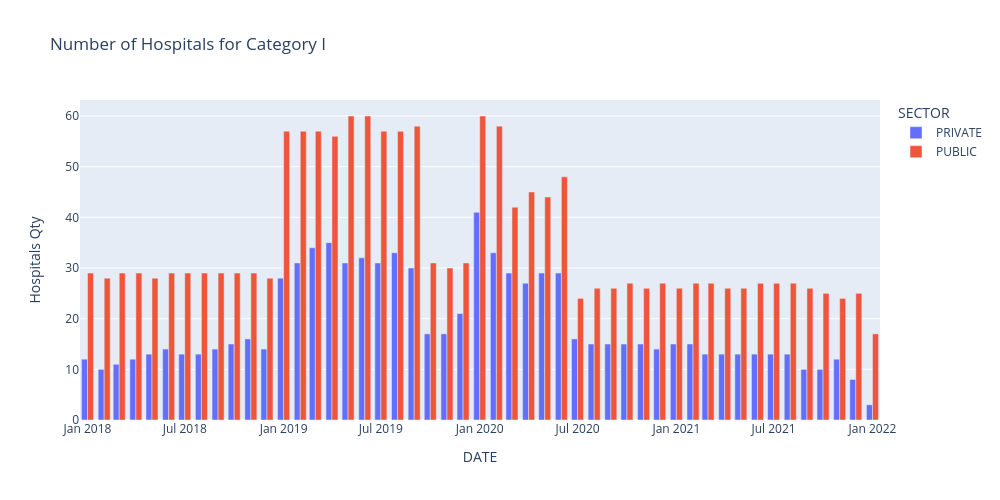 Number of Hospitals for Category I
SECTOR
PRIVATE
PUBLIC
Hospitals Qty
60
50
40
30
20
10
0
Jan 2018
Jul 2018
Jan 2019
Jul 2019
Jan 2020
Jul 2020
Jan 2021
Jul 2021
Jan 2022
DATE